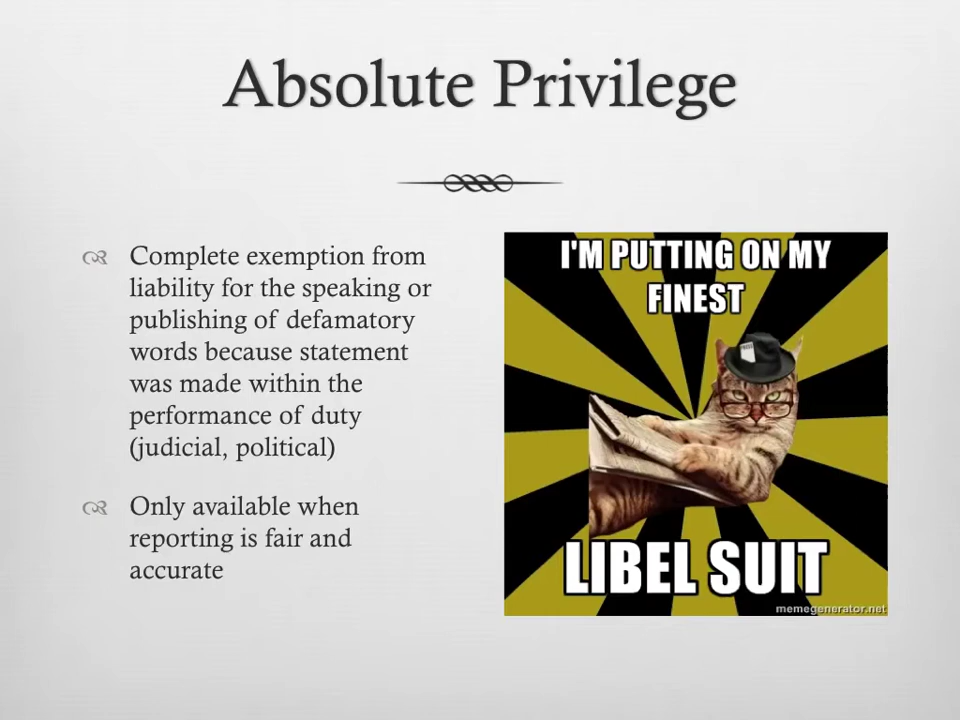 Absolute Privilege
Complete exemption from
liability for the speaking or
publishing of defamatory
words because statement
was made within the
performance of duty
(judicial, political)
Only available when
reporting is fair and
accurate
I'M PUTTING ON MY
FINEST
LIBEL SUIT
memegenerator.net